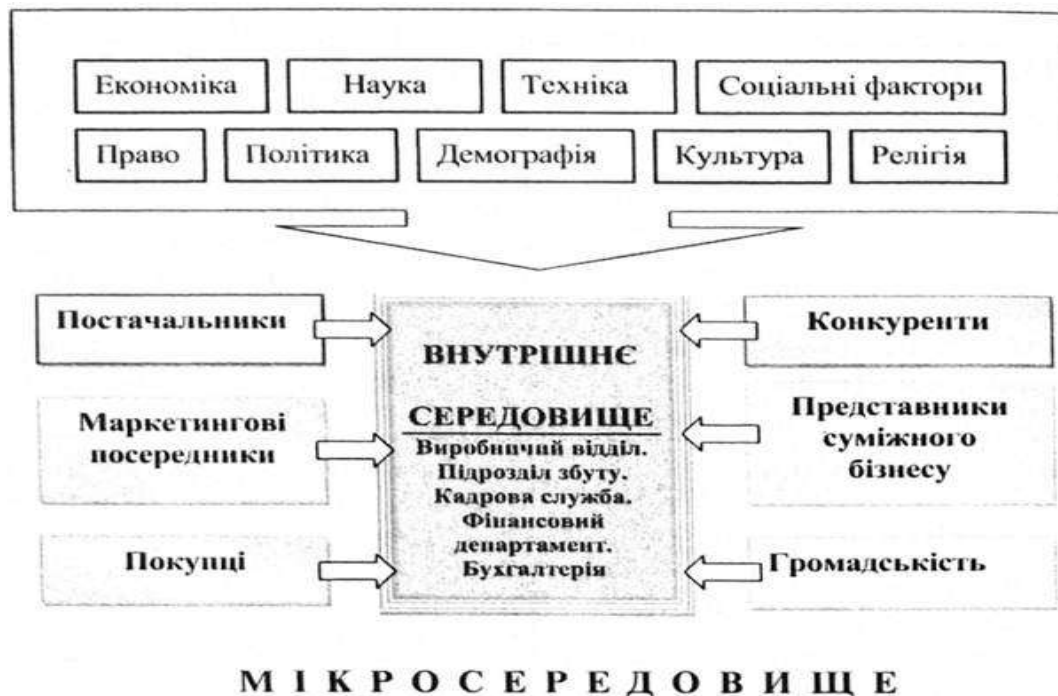 Економіка Наука Техніка Соціальні фактори
Право Політика Демографія Культура Релігія
Постачальники
Маркетингові
посередники
Покупці
ВНУТРІШНЄ
СЕРЕДОВИЩЕ
Виробничий відділ.
Підрозділ збуту.
Кадрова служба.
Фінансовий
департамент.
Бухгалтерія
Конкуренти
Представники
суміжного
бізнесу
Громадськість
МІКРОСЕРЕДОВИЩЕ